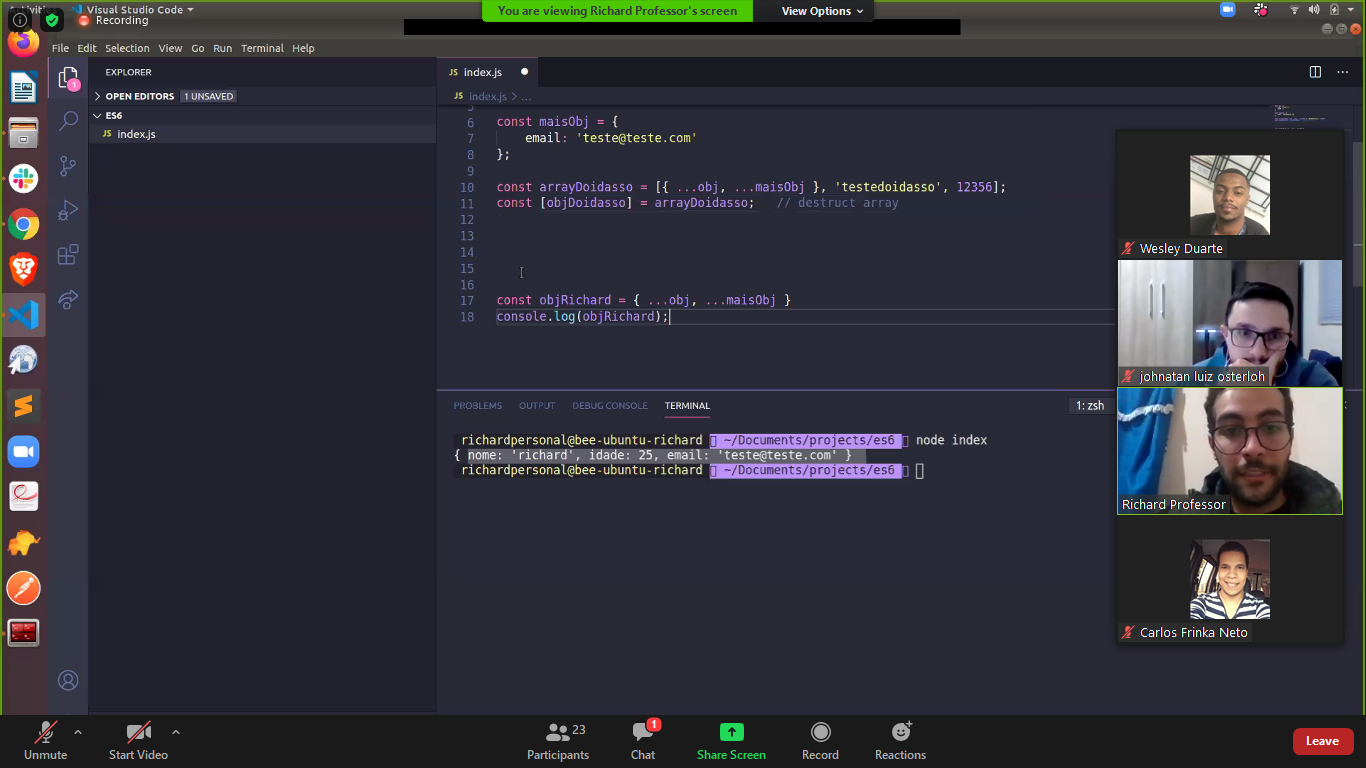 Activities
Visual Studio Code
Recording
You are viewing Richard Professor's screen
View Options
File Edit Selection View Go Run Terminal Help
EXPLORER
OPEN EDITORS 1 UNSAVED
ES6
JS index.js
1
JS index.js
JS index.js > ...
5
6 const maisObj = {
7 email: 'teste@teste.com'
8 };
9
10 const arrayDoidasso = [{ ...obj, ...maisObj }, 'testedoidasso', 12356];
11 const [objDoidasso] = arrayDoidasso; // destruct array
12
13
14
15
16
17 const objRichard = { ...obj, ...maisObj }
18 console.log(objRichard);
PROBLEMS OUTPUT DEBUG CONSOLE TERMINAL
1: zsh
richardpersonal@bee-ubuntu-richard ~/Documents/projects/es6 node index
{ nome: 'richard', idade: 25, email: 'teste@teste.com' }
richardpersonal@bee-ubuntu-richard ~/Documents/projects/es6
Wesley Duarte
johnatan luiz osterloh
Richard Professor
Carlos Frinka Neto
Unmute
Start Video
Participants 23
Chat 1
Share Screen
Record
Reactions
Leave